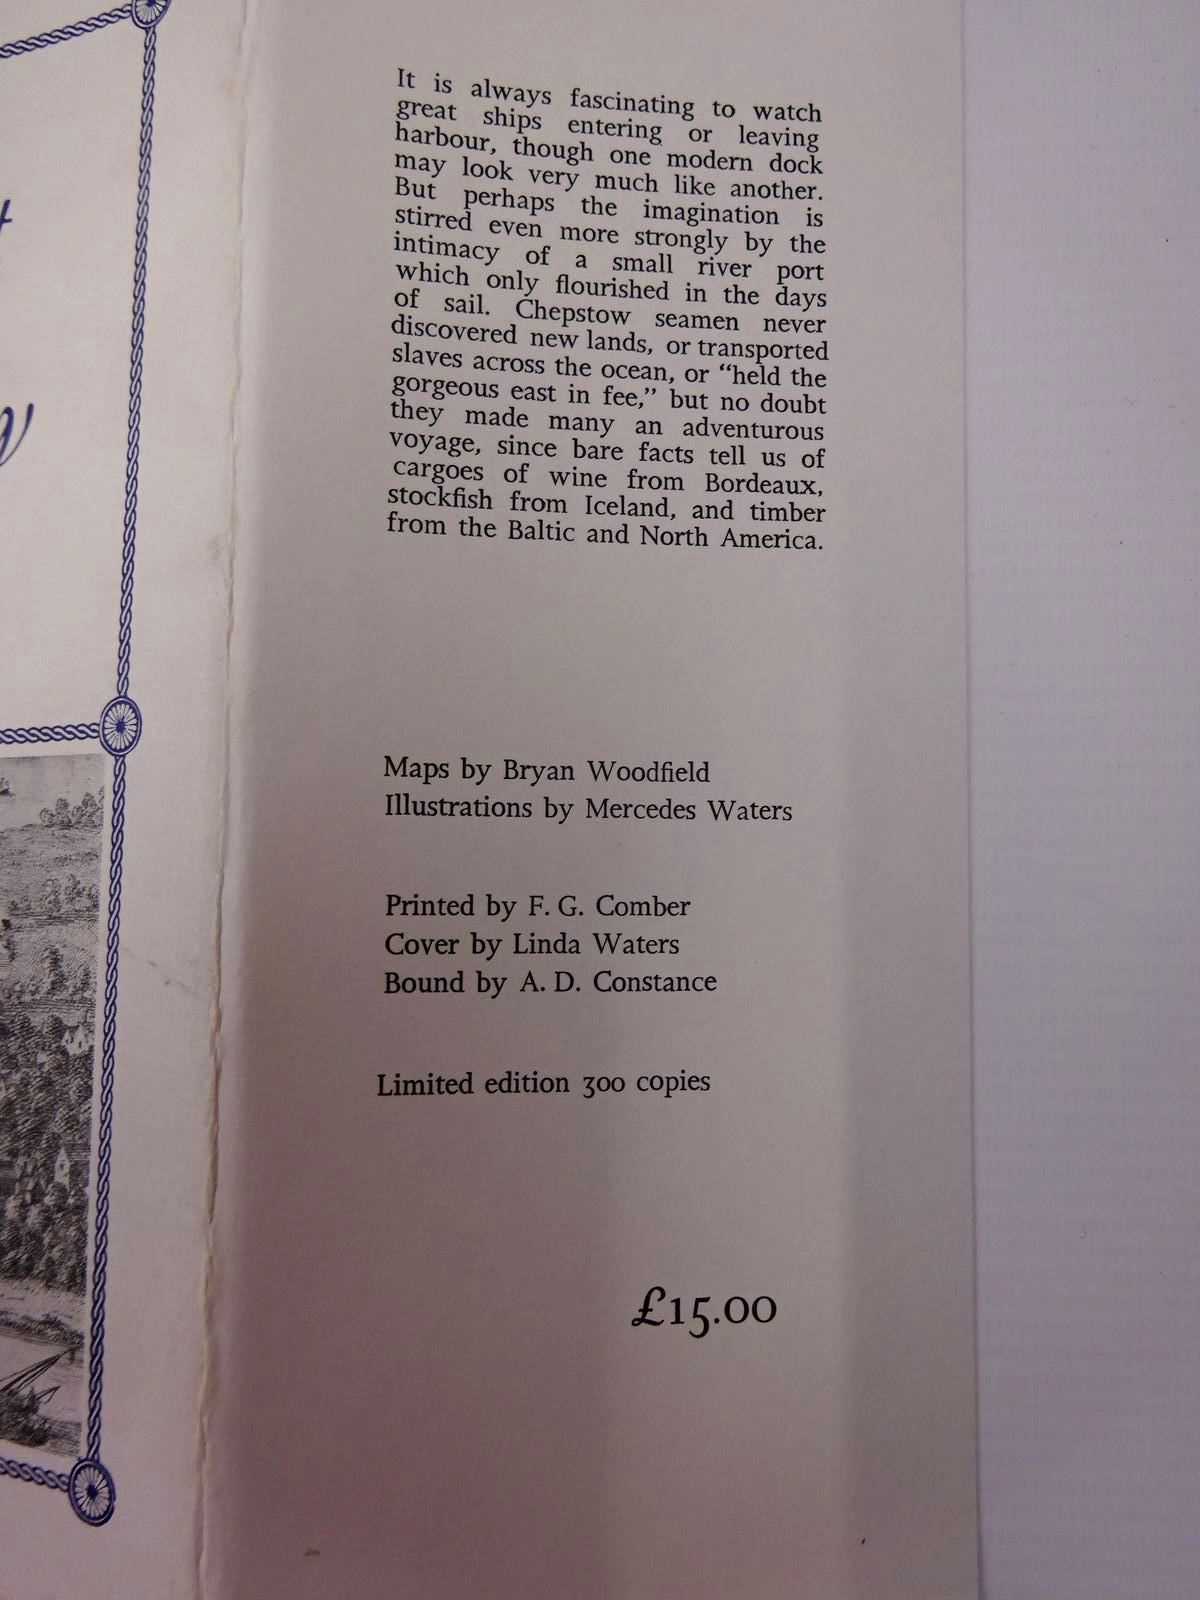 It is always fascinating to watch
great ships entering or leaving
harbour, though one modern dock
may look very much like another.
But perhaps the imagination is
stirred even more strongly by the
intimacy of a small river port
which only flourished in the days
of sail. Chepstow seamen never
discovered new lands, or transported
slaves across the ocean, or “held the
gorgeous east in fee,” but no doubt
they made many an adventurous
voyage, since bare facts tell us of
cargoes of wine from Bordeaux,
stockfish from Iceland, and timber
from the Baltic and North America.
Maps by Bryan Woodfield
Illustrations by Mercedes Waters
Printed by F. G. Comber
Cover by Linda Waters
Bound by A. D. Constance
Limited edition 300 copies
£15.00